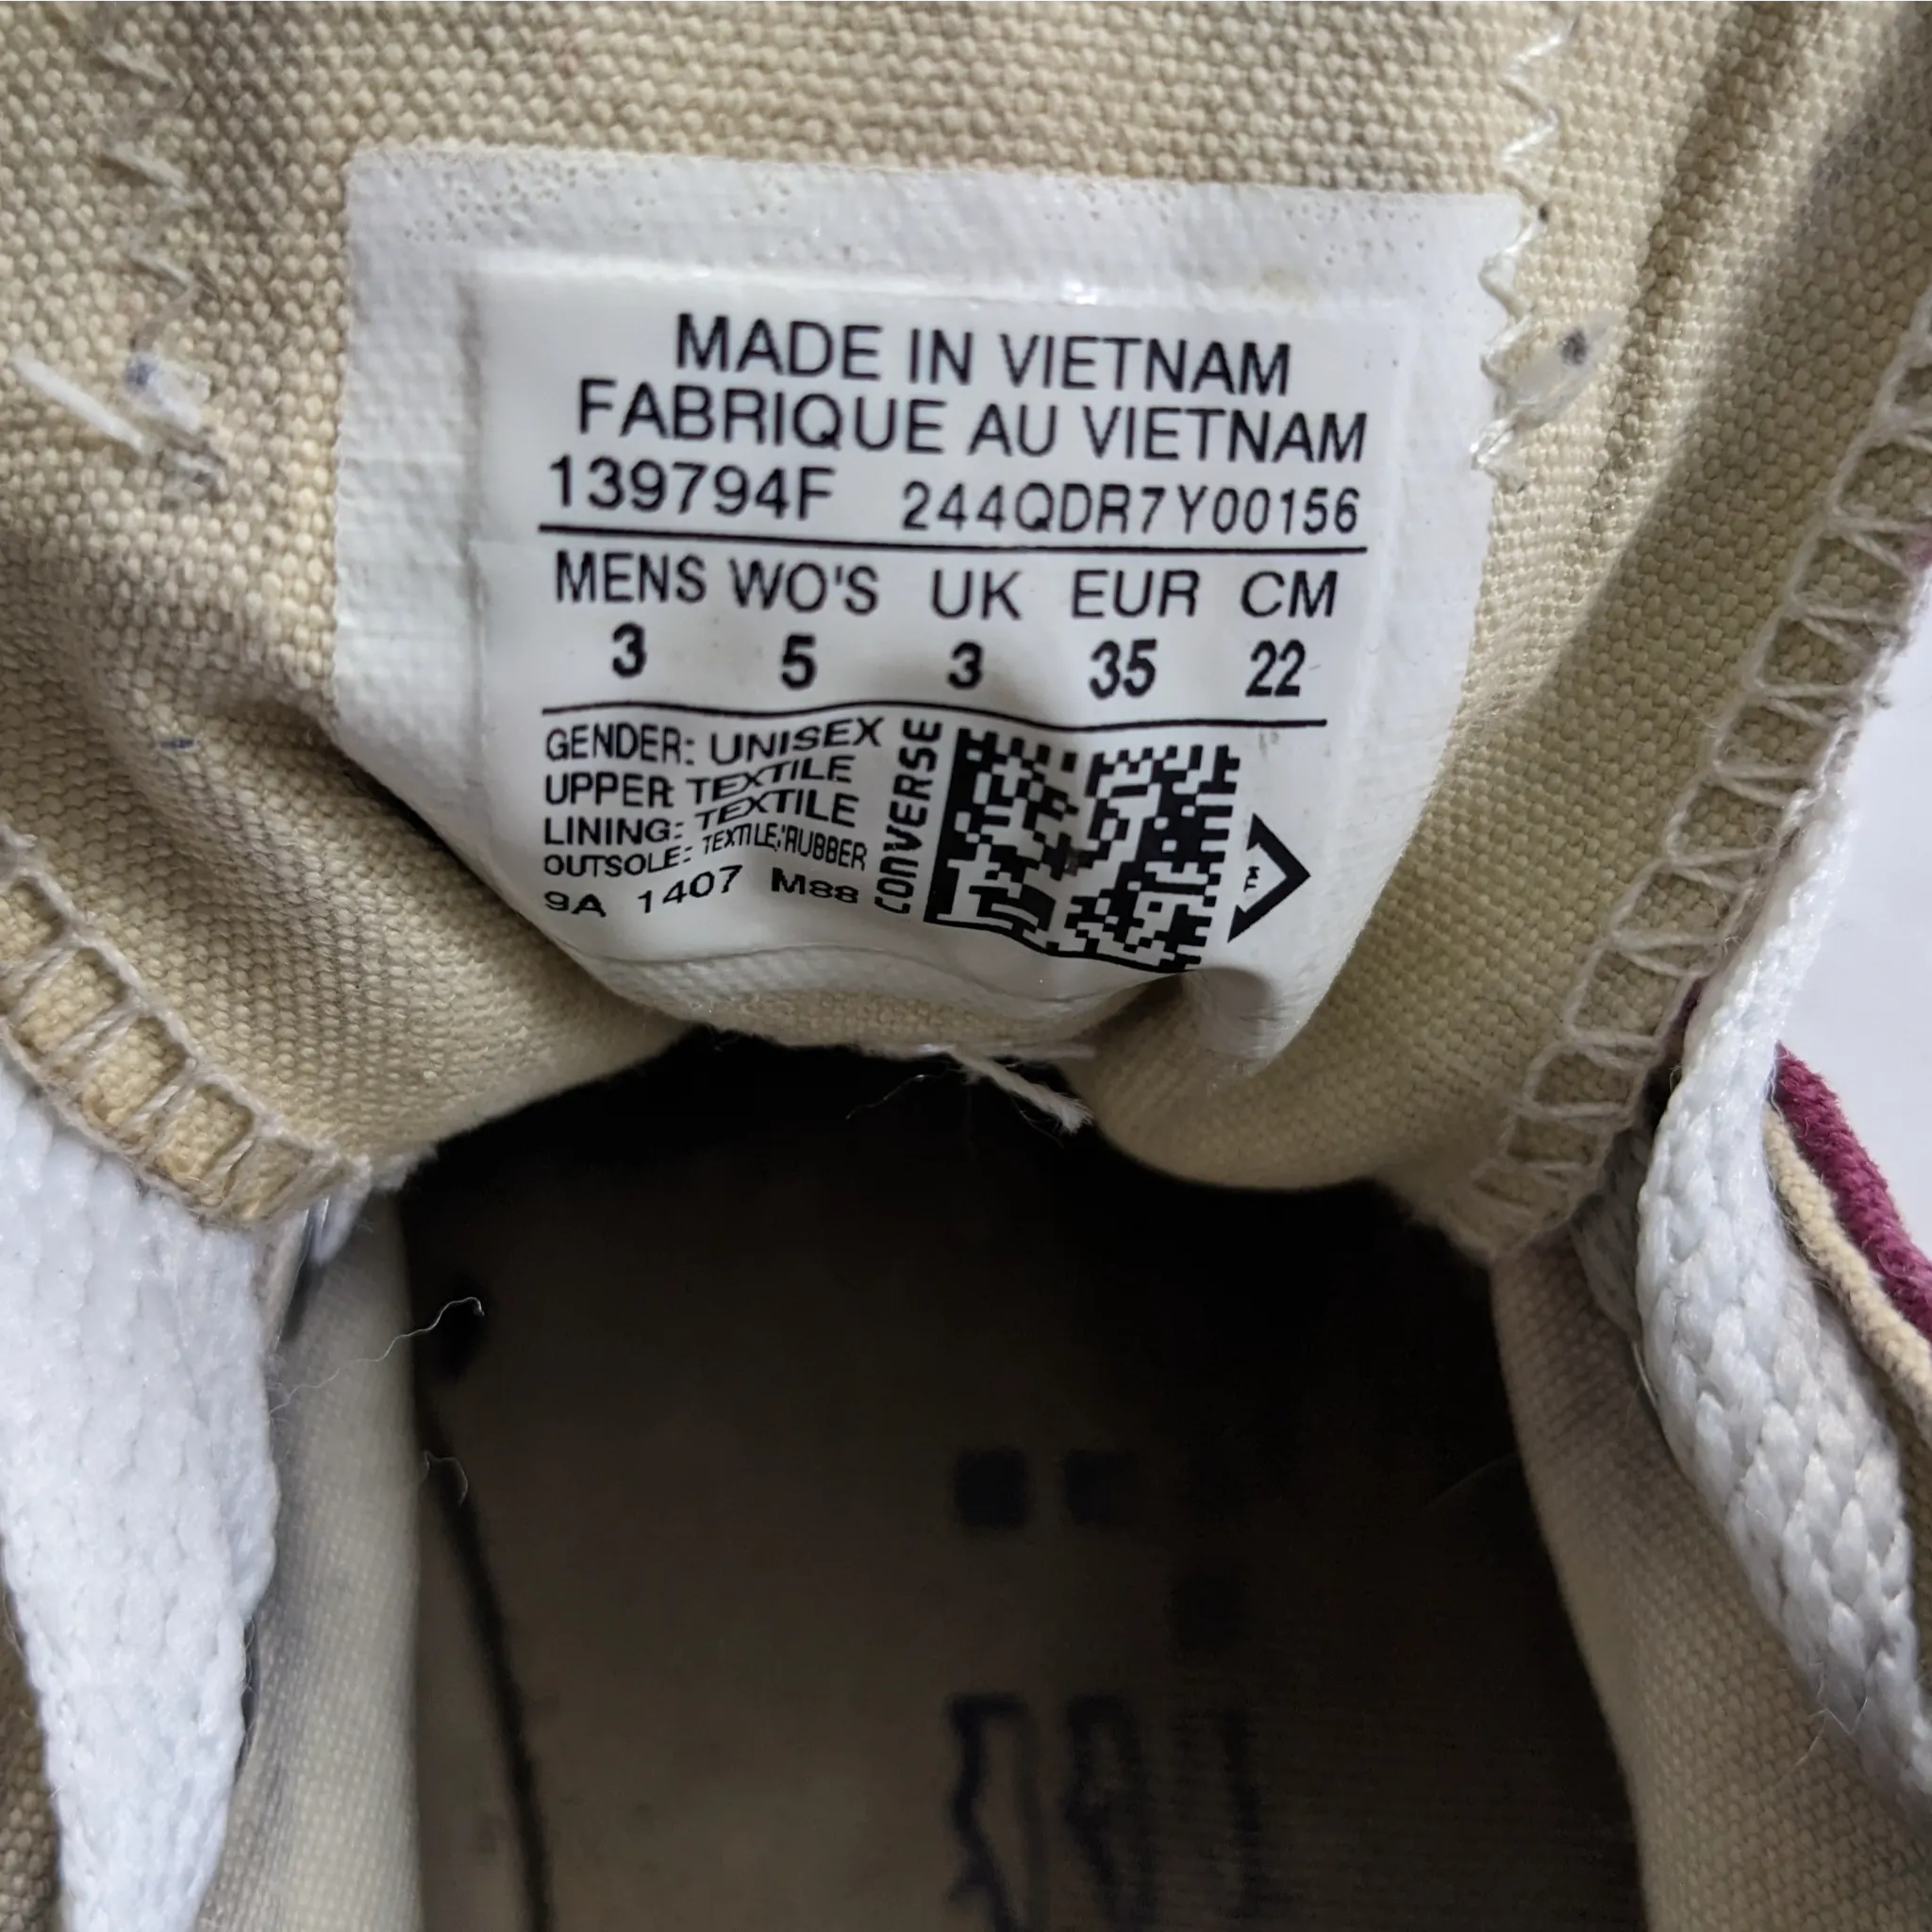 MADE IN VIETNAM
FABRIQUE AU VIETNAM
139794F 244QDR7Y00156
MENS WO'S UK EUR CM
3 5 3 35 22
GENDER: UNISEX
UPPER: TEXTILE
LINING: TEXTILE
OUTSOLE: TEXTILE/RUBBER
9A 1407 M88
CONVERSE
TM